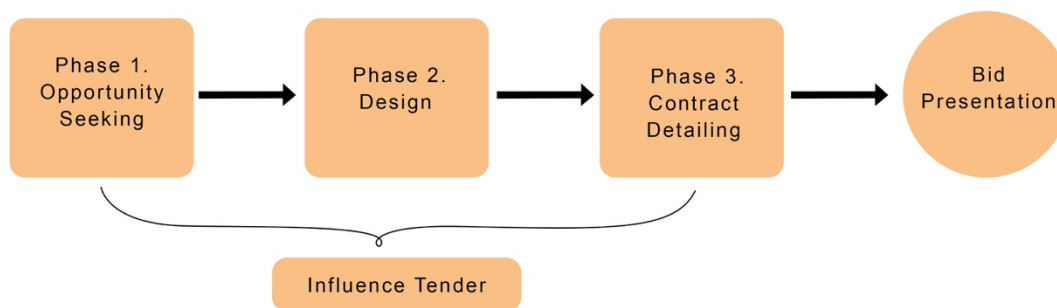 Phase 1.
Opportunity
Seeking
Phase 2.
Design
Phase 3.
Contract
Detailing
Bid
Presentation
Influence Tender